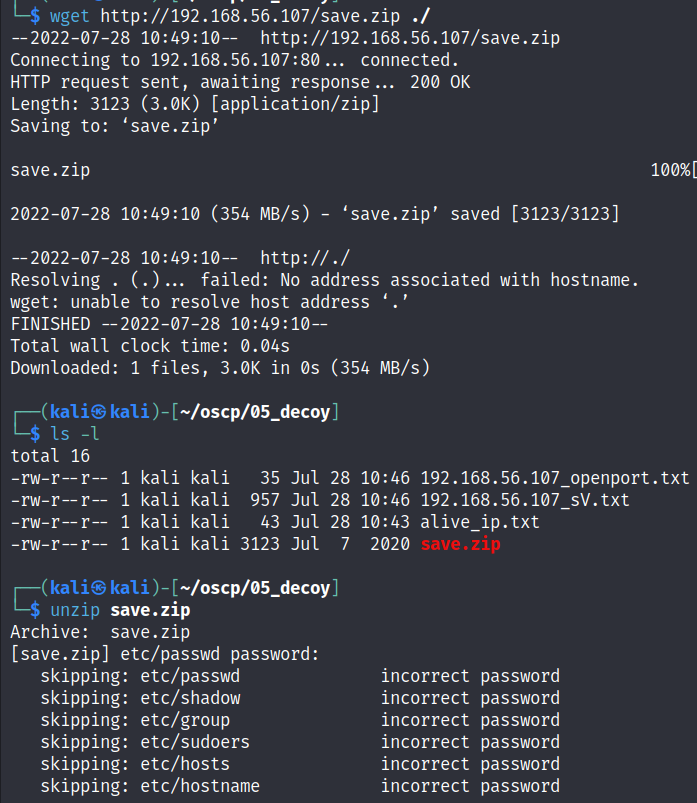 └─$ wget http://192.168.56.107/save.zip ./
--2022-07-28 10:49:10--  http://192.168.56.107/save.zip
Connecting to 192.168.56.107:80... connected.
HTTP request sent, awaiting response... 200 OK
Length: 3123 (3.0K) [application/zip]
Saving to: ‘save.zip’
save.zip                                                              100%[
2022-07-28 10:49:10 (354 MB/s) - ‘save.zip’ saved [3123/3123]
--2022-07-28 10:49:10--  http://./
Resolving . (.)... failed: No address associated with hostname.
wget: unable to resolve host address ‘.’
FINISHED --2022-07-28 10:49:10--
Total wall clock time: 0.04s
Downloaded: 1 files, 3.0K in 0s (354 MB/s)
┌──(kali㉿kali)-[~/oscp/05_decoy]
└─$ ls -l
total 16
-rw-r--r-- 1 kali kali   35 Jul 28 10:46 192.168.56.107_openport.txt
-rw-r--r-- 1 kali kali  957 Jul 28 10:46 192.168.56.107_sV.txt
-rw-r--r-- 1 kali kali   43 Jul 28 10:43 alive_ip.txt
-rw-r--r-- 1 kali kali 3123 Jul  7  2020 save.zip
┌──(kali㉿kali)-[~/oscp/05_decoy]
└─$ unzip save.zip
Archive:  save.zip
[save.zip] etc/passwd password:
   skipping: etc/passwd              incorrect password
   skipping: etc/shadow              incorrect password
   skipping: etc/group               incorrect password
   skipping: etc/sudoers             incorrect password
   skipping: etc/hosts               incorrect password
   skipping: etc/hostname            incorrect password